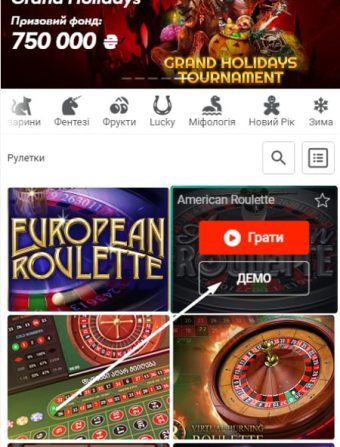 Grand Holidays
Призовий фонд:
750 000 ₴
GRAND HOLIDAYS
TOURNAMENT
варини
Фентезі
Фрукти
Lucky
Міфологія
Новий Рік
Зима
Рулетки
EUROPEAN
ROULETTE
American Roulette
Грати
ДЕМО
VIRTUAL BURNING
ROULETTE